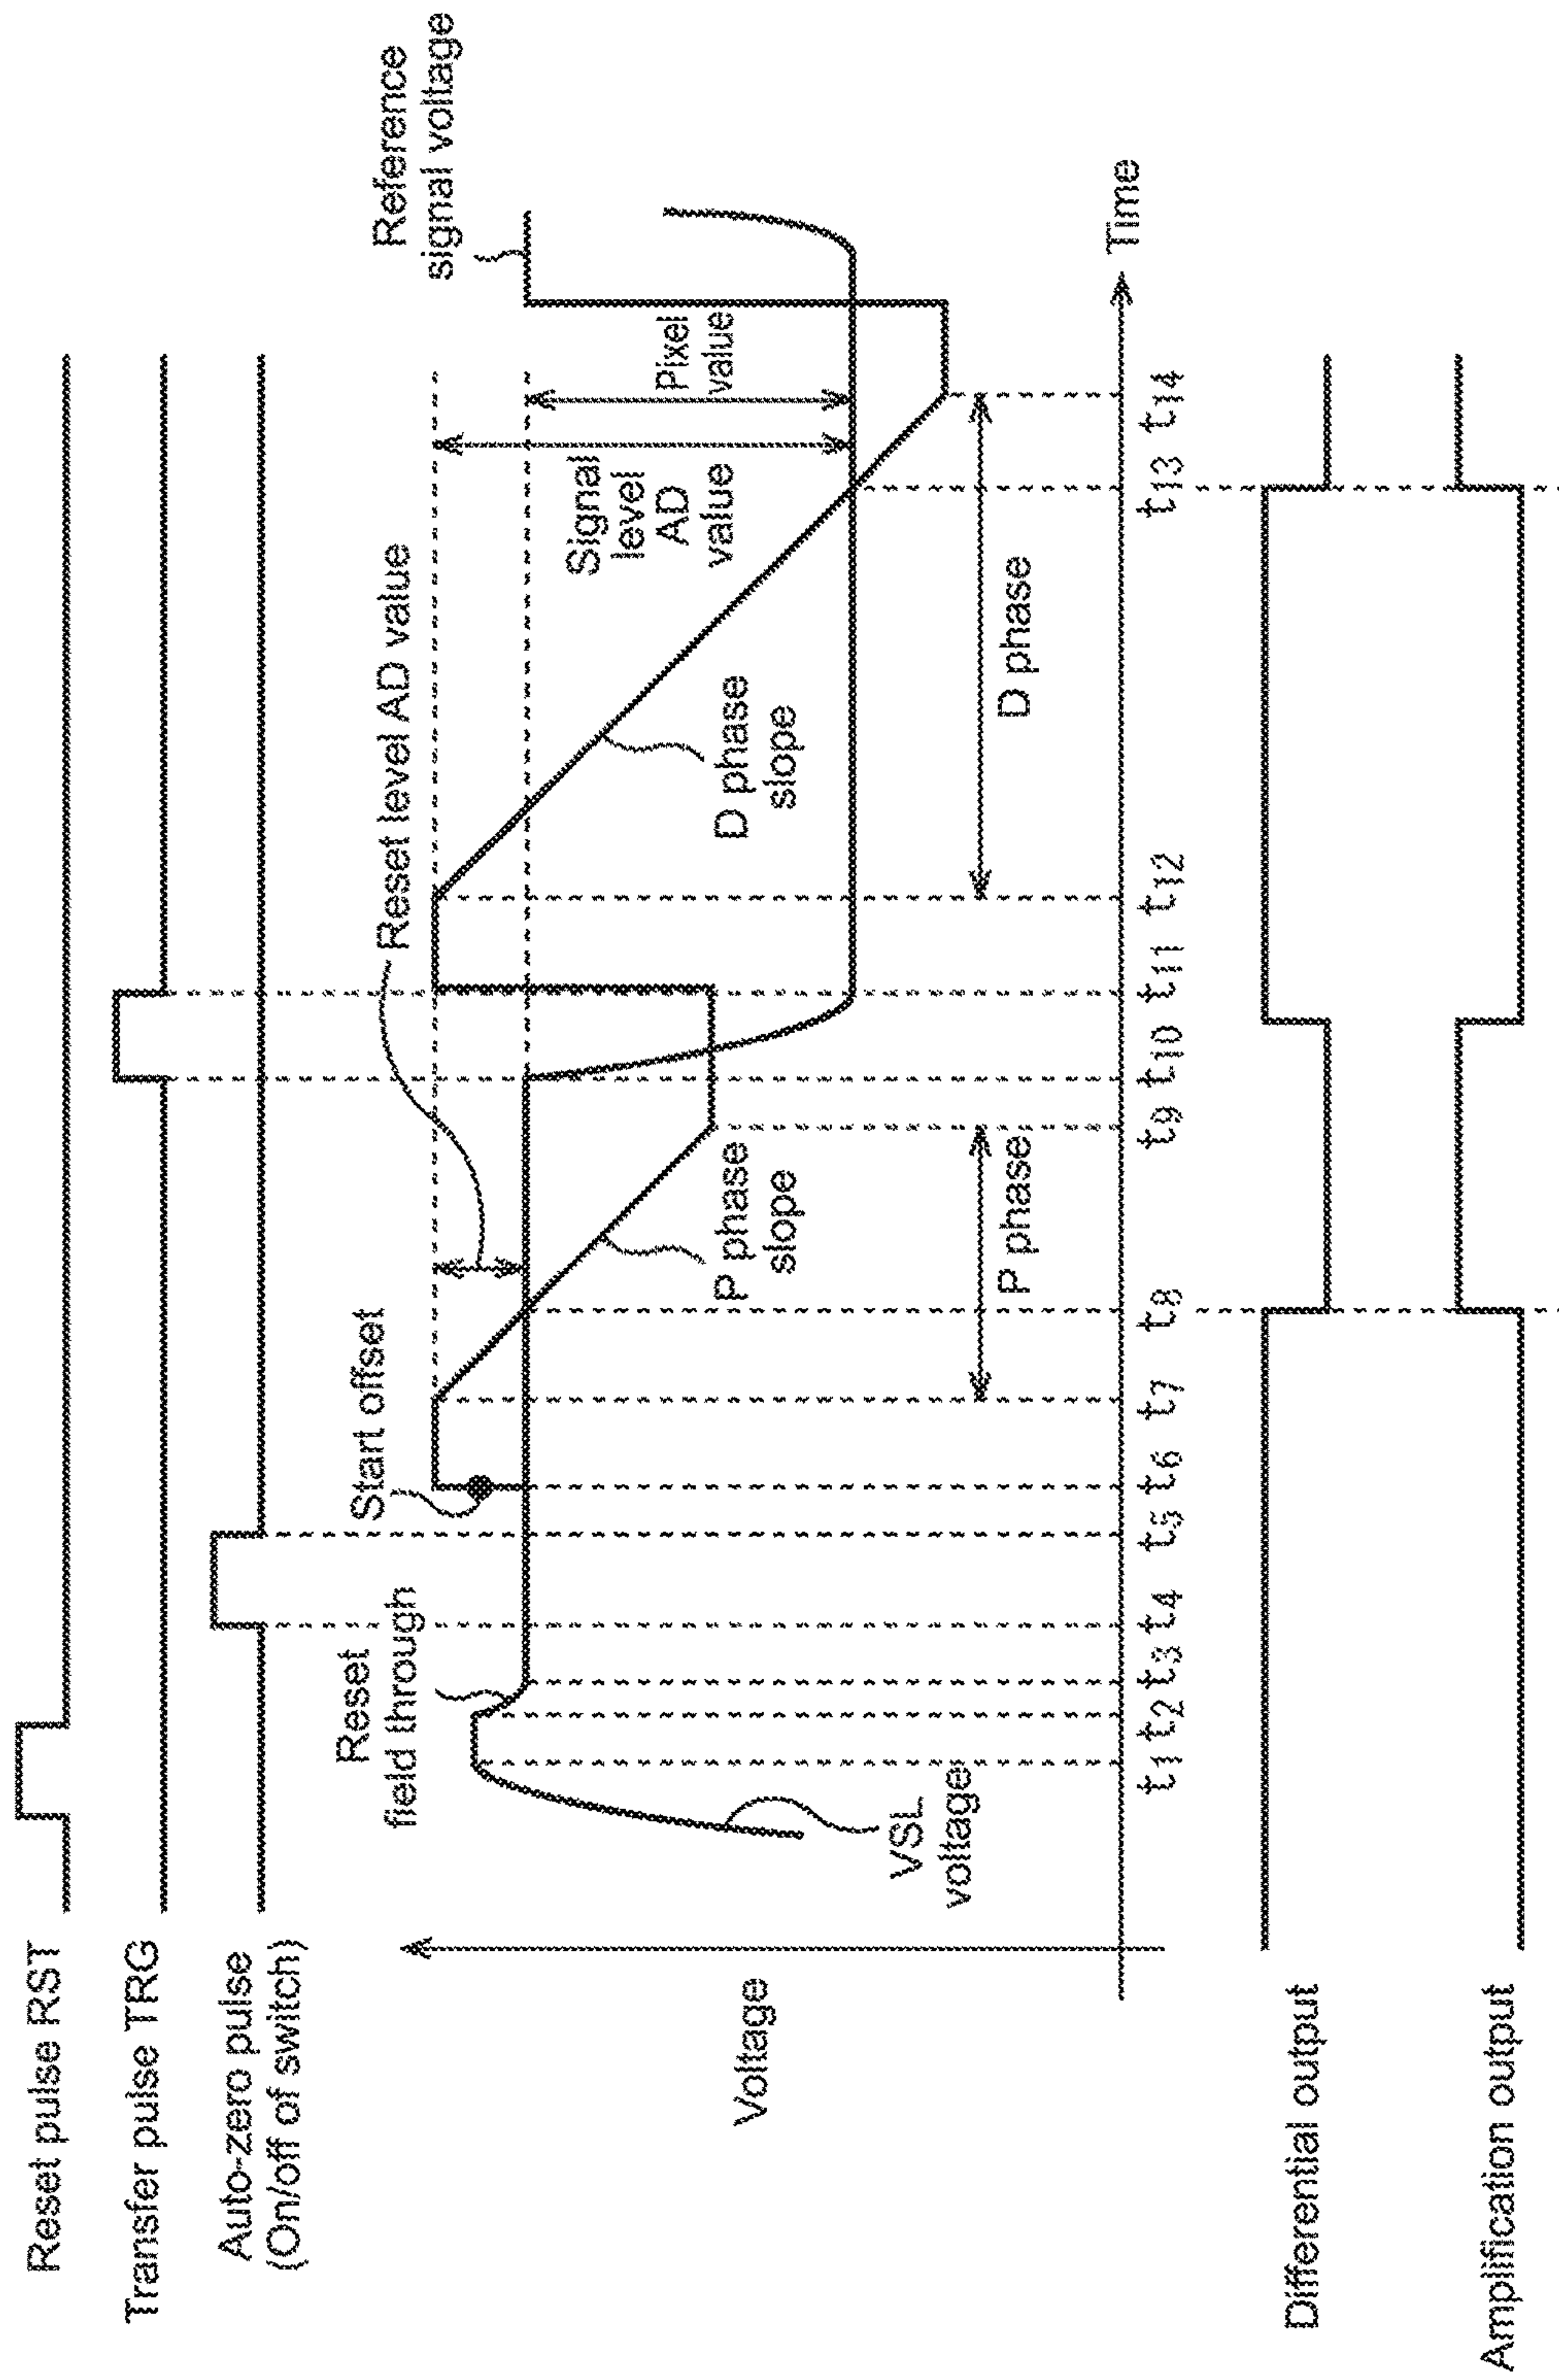 Reset pulse RST
Transfer pulse TRG
Auto-zero pulse
(On/off of switch)
Voltage
VSL
voltage
Reset
field through
Start offset
Reset level AD value
P phase
slope
P phase
D phase
slope
D phase
Signal
level
AD
value
Pixel
value
Reference
signal voltage
t1 t2 t3 t4 t5 t6 t7 t8 t9 t10 t11 t12 t13 t14
Time
Differential output
Amplification output